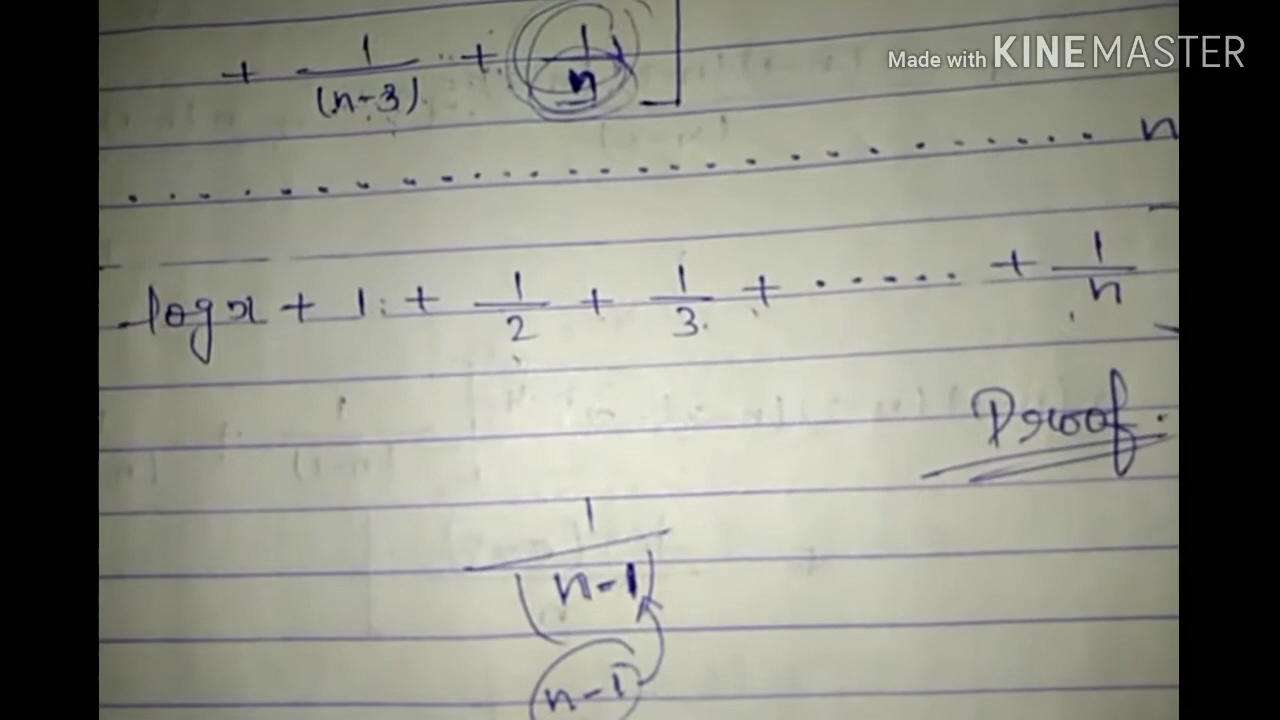 Made with KINEMASTER
+ 1/(n-3) + 1/n ]
. . . . . . . . . . . . . . . . . . . . . . n
log x + 1 + 1/2 + 1/3 + ...... + 1/n
Proof.
1/(n-1)
n-1